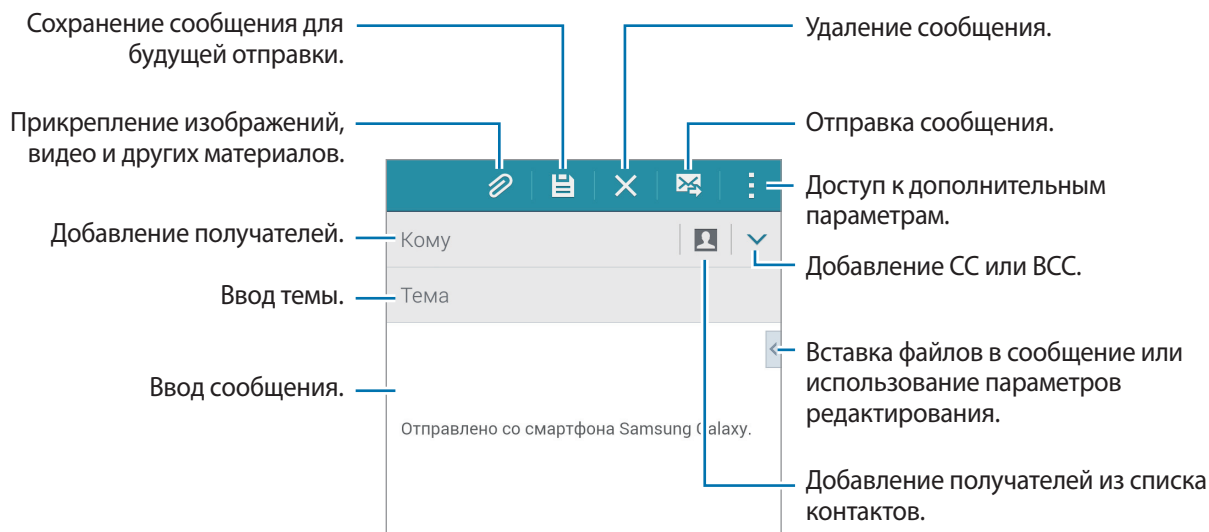 Сохранение сообщения для
будущей отправки.
Удаление сообщения.
Прикрепление изображений,
видео и других материалов.
Отправка сообщения.
Доступ к дополнительным
параметрам.
Добавление получателей.
Кому
Добавление СС или BCC.
Ввод темы.
Тема
Вставка файлов в сообщение или
использование параметров
редактирования.
Ввод сообщения.
Отправлено со смартфона Samsung Galaxy.
Добавление получателей из списка
контактов.